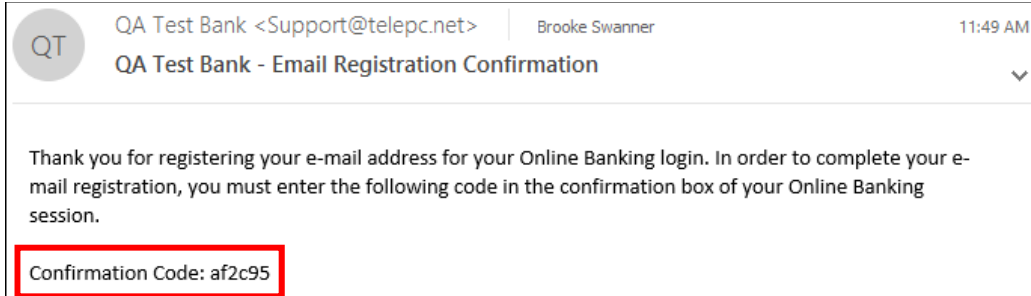 QT
QA Test Bank <Support@telepc.net>
Brooke Swanner
11:49 AM
QA Test Bank - Email Registration Confirmation
Thank you for registering your e-mail address for your Online Banking login. In order to complete your e-
mail registration, you must enter the following code in the confirmation box of your Online Banking
session.
Confirmation Code: af2c95